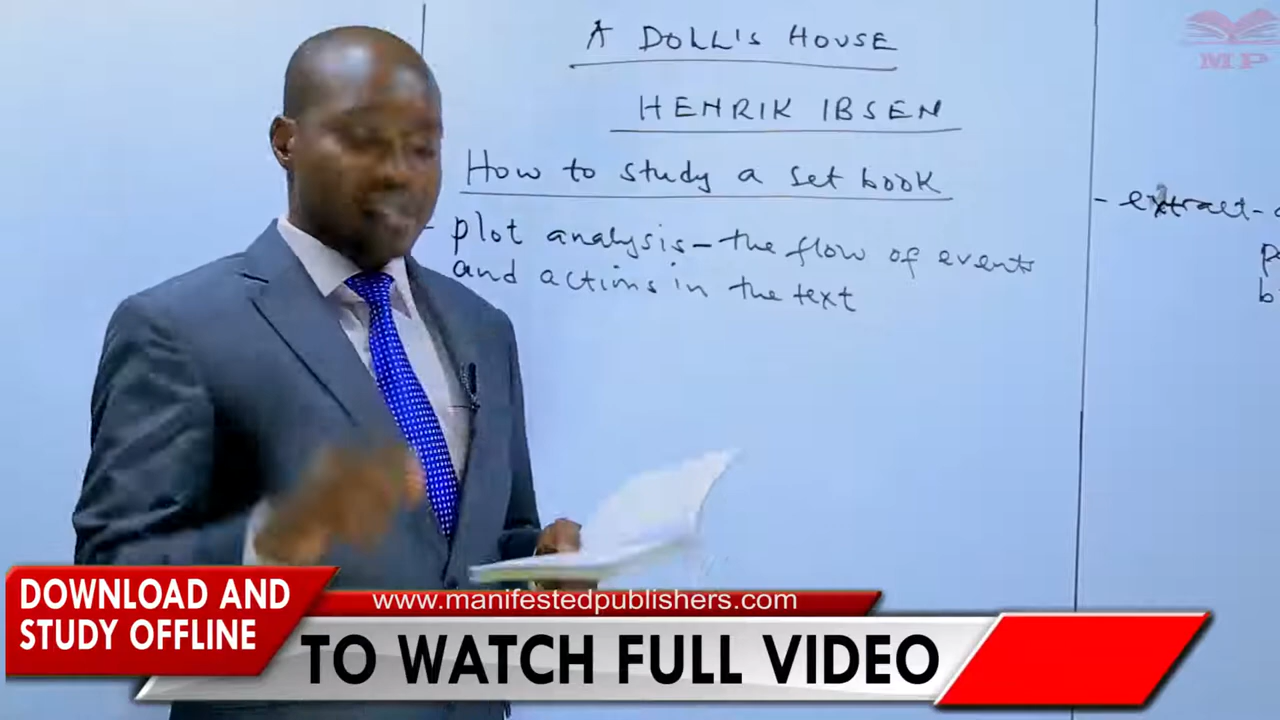 A DOLL'S HOUSE
HENRIK IBSEN
How to study a set book
- plot analysis - the flow of events
and actions in the text
- extract -
MP
DOWNLOAD AND
STUDY OFFLINE
www.manifestedpublishers.com
TO WATCH FULL VIDEO